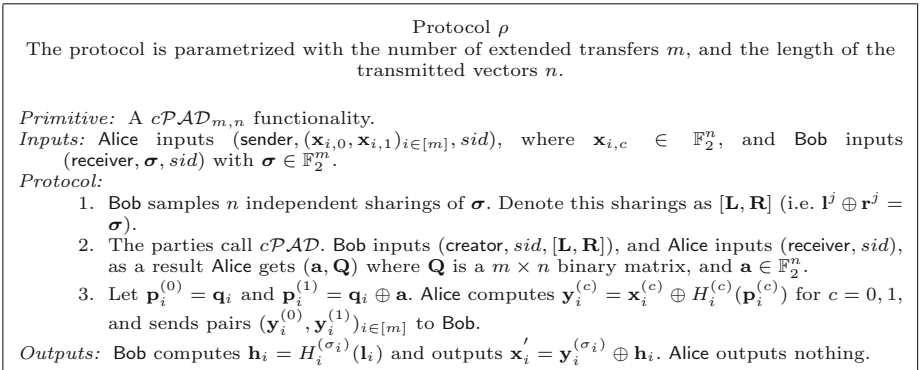 Protocol ρ
The protocol is parametrized with the number of extended transfers m, and the length of the
transmitted vectors n.
Primitive: A cPAD_{m,n} functionality.
Inputs: Alice inputs (sender, (x_{i,0}, x_{i,1})_{i∈[m]}, sid), where x_{i,c} ∈ 𝔽_2^n, and Bob inputs
(receiver, σ, sid) with σ ∈ 𝔽_2^m.
Protocol:
1. Bob samples n independent sharings of σ. Denote this sharings as [L, R] (i.e. l^j ⊕ r^j =
σ).
2. The parties call cPAD. Bob inputs (creator, sid, [L, R]), and Alice inputs (receiver, sid),
as a result Alice gets (a, Q) where Q is a m × n binary matrix, and a ∈ 𝔽_2^n.
3. Let p_i^{(0)} = q_i and p_i^{(1)} = q_i ⊕ a. Alice computes y_i^{(c)} = x_i^{(c)} ⊕ H_i^{(c)}(p_i^{(c)}) for c = 0, 1,
and sends pairs (y_i^{(0)}, y_i^{(1)})_{i∈[m]} to Bob.
Outputs: Bob computes h_i = H_i^{(σ_i)}(l_i) and outputs x_i^′ = y_i^{(σ_i)} ⊕ h_i. Alice outputs nothing.